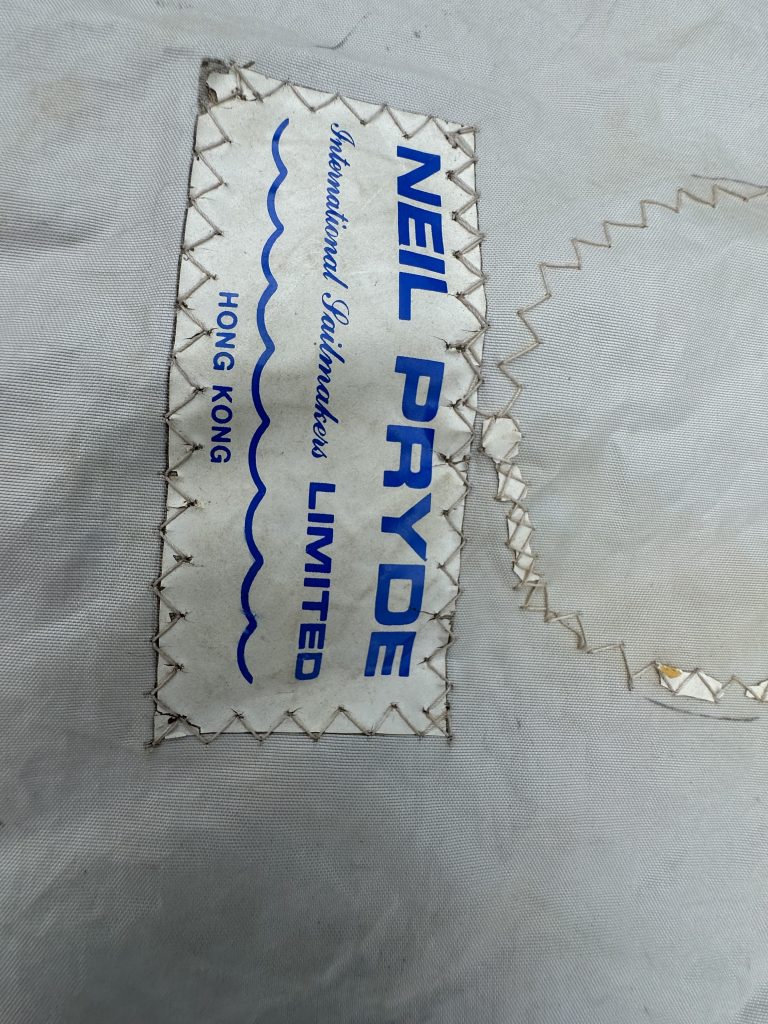 NEIL PRYDE
International Sailmakers LIMITED
HONG KONG